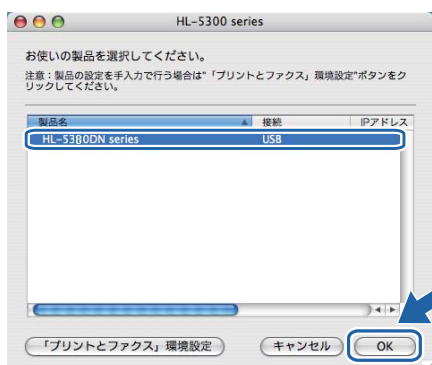 HL-5300 series
お使いの製品を選択してください。
注意：製品の設定を手入力で行う場合は"「プリントとファクス」環境設定"ボタンをク
リックしてください。
製品名 接続 IPアドレス
HL-5380DN series USB
「プリントとファクス」環境設定 キャンセル OK